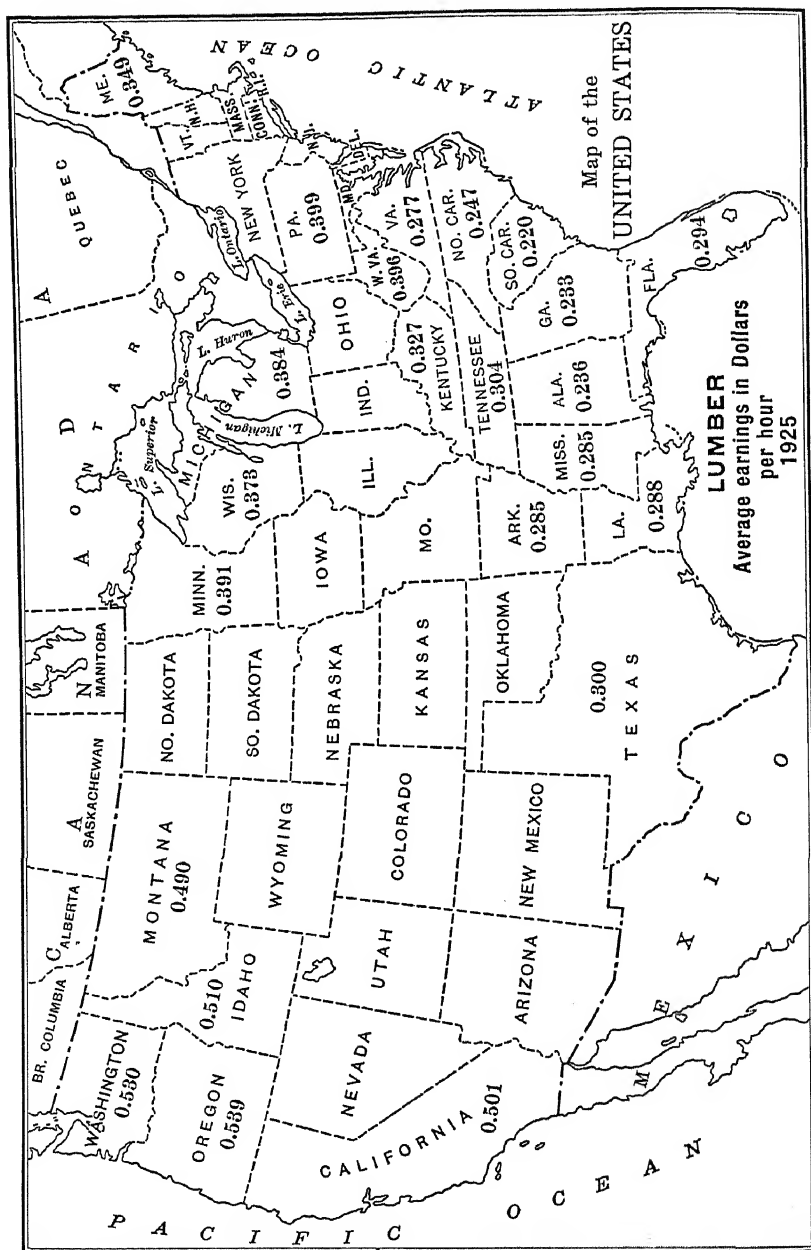 BR. COLUMBIA
ALBERTA
SASKACHEWAN
MANITOBA
CANADA
ONTARIO
QUEBEC
WASHINGTON
0.530
OREGON
0.539
CALIFORNIA
0.501
IDAHO
0.510
NEVADA
MONTANA
0.490
WYOMING
UTAH
COLORADO
ARIZONA
NEW MEXICO
NO. DAKOTA
SO. DAKOTA
NEBRASKA
KANSAS
OKLAHOMA
0.300
TEXAS
MINN.
0.391
IOWA
MO.
ARK.
0.285
LA.
0.288
WIS.
0.373
ILL.
MICHIGAN
0.384
IND.
OHIO
0.327
KENTUCKY
TENNESSEE
0.304
MISS.
0.285
ALA.
0.236
GA.
0.233
FLA.
0.294
SO. CAR.
0.220
NO. CAR.
0.247
VA.
0.277
W. VA.
0.396
MD.
DEL.
PA.
0.399
N.J.
NEW YORK
VT.
N.H.
MASS.
CONN.
R.I.
ME.
0.349
L. Superior
L. Michigan
L. Huron
L. Erie
L. Ontario
PACIFIC
OCEAN
MEXICO
ATLANTIC
OCEAN
LUMBER
Average earnings in Dollars
per hour
1925
Map of the
UNITED STATES